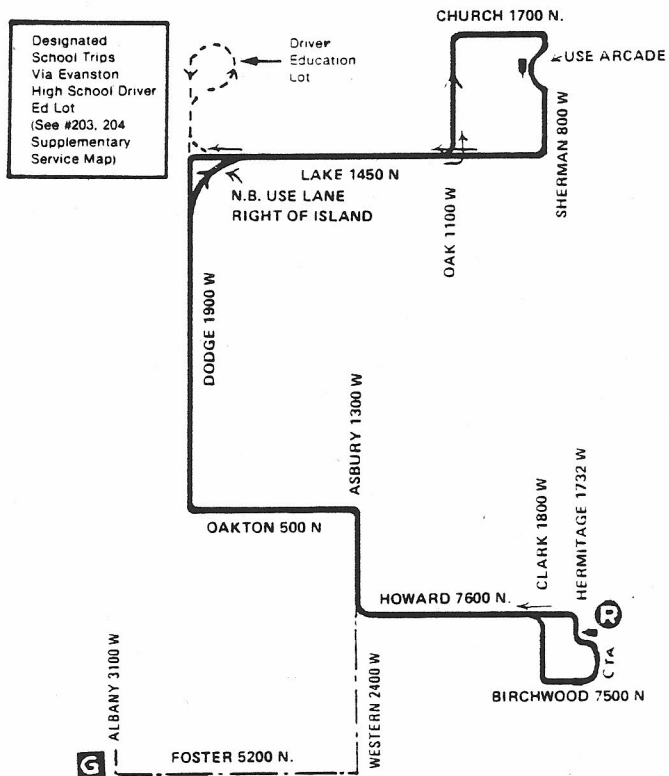 CHURCH 1700 N.
Designated
School Trips
Via Evanston
High School Driver
Ed Lot
(See #203, 204
Supplementary
Service Map)
Driver
Education
Lot
USE ARCADE
SHERMAN 800 W
LAKE 1450 N
N.B. USE LANE
RIGHT OF ISLAND
OAK 1100 W
DODGE 1900 W
ASBURY 1300 W
OAKTON 500 N
CLARK 1800 W
HERMITAGE 1732 W
HOWARD 7600 N.
R
CTA
BIRCHWOOD 7500 N
ALBANY 3100 W
WESTERN 2400 W
FOSTER 5200 N.
G